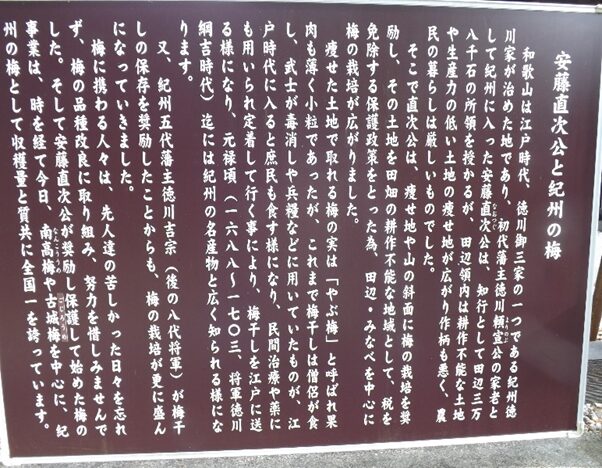 安藤直次公と紀州の梅
和歌山は江戸時代、徳川御三家の一つである紀州徳
川家が治めた地であり、初代藩主徳川頼宣公の家老と
して紀州に入った安藤直次公は、知行として田辺三万
八千石の所領を授かるが、田辺領内は耕作不能な土地
や生産力の低い土地の痩せ地が広がり作柄も悪く、農
民の暮らしは厳しいものでした。
そこで直次公は、痩せ地や山の斜面に梅の栽培を奨
励し、その土地を田畑の耕作不能な地域として、税を
免除する保護政策をとった為、田辺・みなべを中心に
梅の栽培が広がりました。
痩せた土地で取れる梅の実は「やぶ梅」と呼ばれ果
肉も薄く小粒であったが、これまで梅干しは僧侶が食
し、武士が毒消しや兵糧などに用いていたものが、江
戸時代に入ると庶民も食す様になり、民間治療や薬に
も用いられ定着して行く事により、梅干しを江戸に送
る様になり、元禄頃（一六八八～一七〇三、将軍徳川
綱吉時代）迄には紀州の名産物と広く知られる様にな
ります。
又、紀州五代藩主徳川吉宗（後の八代将軍）が梅干
しの保存を奨励したことからも、梅の栽培が更に盛ん
になっていきました。
梅に携わる人々は、先人達の苦しかった日々を忘れ
ず、梅の品種改良に取り組み、努力を惜しみませんで
した。そして安藤直次公が奨励し保護して始めた梅の
事業は、時を経て今日、南高梅や古城梅を中心に、紀
州の梅として収穫量と質共に全国一を誇っています。